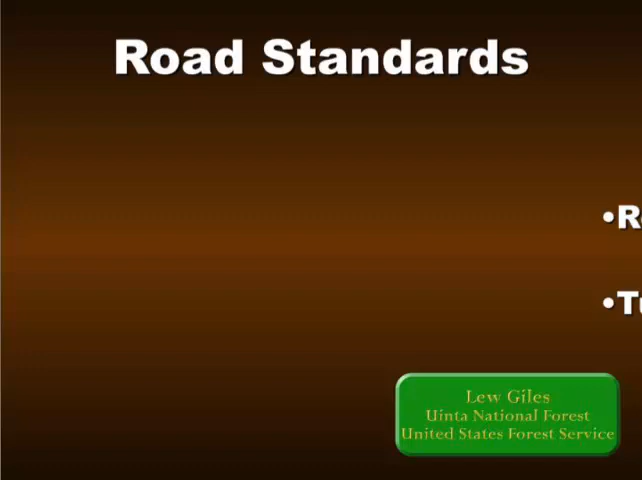 Road Standards
Lew Giles
Uinta National Forest
United States Forest Service